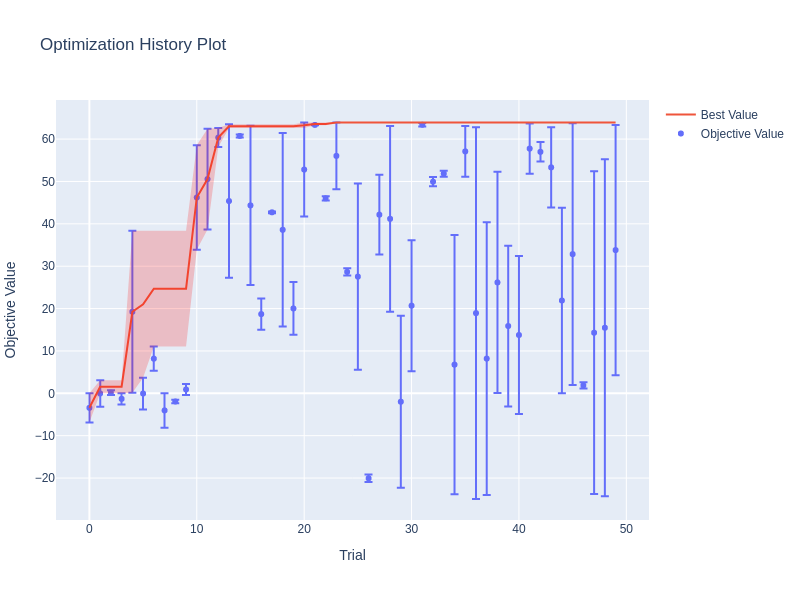 Optimization History Plot
Best Value
Objective Value
60
50
40
30
20
10
0
−10
−20
Objective Value
0 10 20 30 40 50
Trial